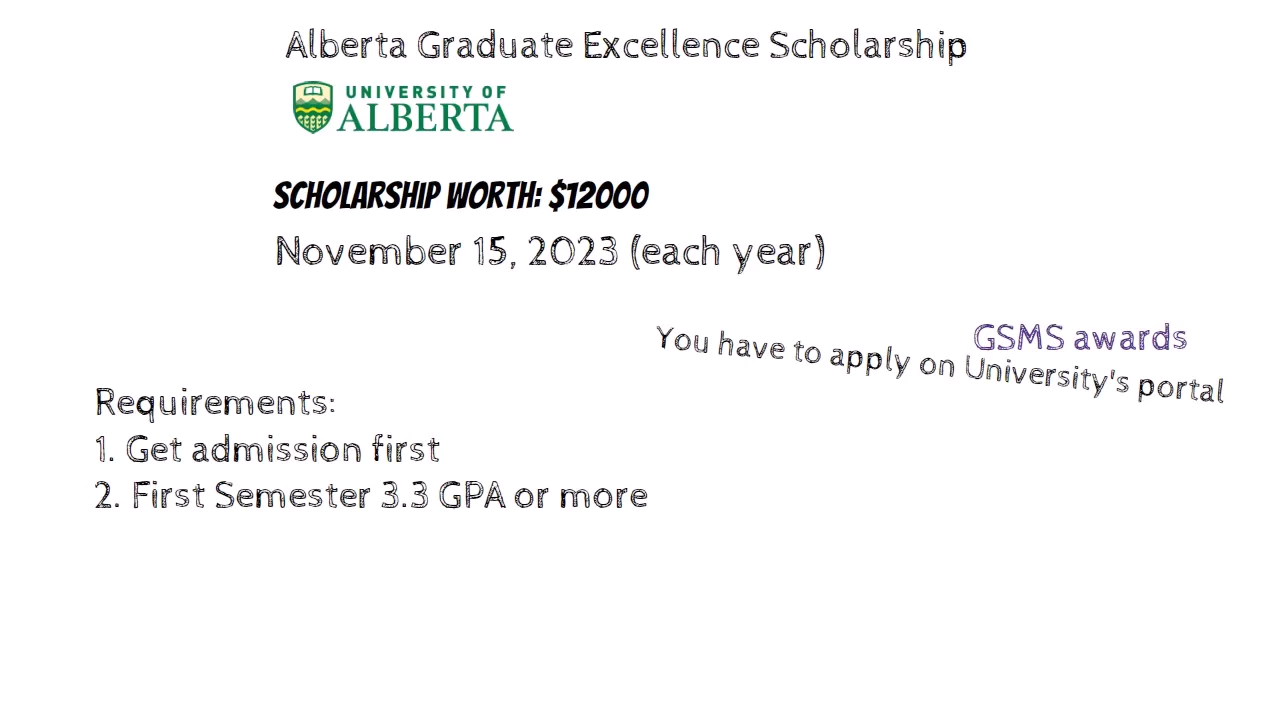 Alberta Graduate Excellence Scholarship
UNIVERSITY OF
ALBERTA
SCHOLARSHIP WORTH: $12000
November 15, 2023 (each year)
GSMS awards
You have to apply on University's portal
Requirements:
1. Get admission first
2. First Semester 3.3 GPA or more